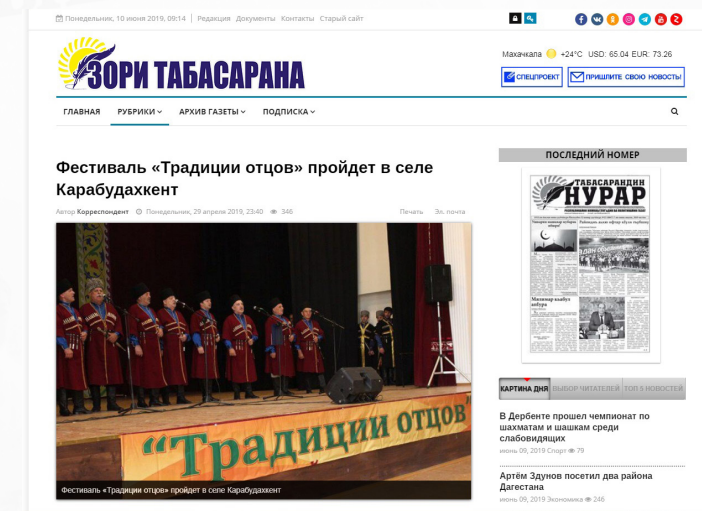 Понедельник, 10 июня 2019, 09:14
Редакция Документы Контакты Старый сайт
ЗОРИ ТАБАСАРАНА
Махачкала +24°C USD: 65.04 EUR: 73.26
СПЕЦПРОЕКТ
ПРИШЛИТЕ СВОЮ НОВОСТЬ!
ГЛАВНАЯ РУБРИКИ АРХИВ ГАЗЕТЫ ПОДПИСКА
Фестиваль «Традиции отцов» пройдет в селе
Карабудахкент
Автор Корреспондент Понедельник, 29 апреля 2019, 23:40 346
Печать Эл. почта
“Традиции отцов”
Фестиваль «Традиции отцов» пройдет в селе Карабудахкент
ПОСЛЕДНИЙ НОМЕР
ТАБАСАРАНДИН
НУРАР
КАРТИНА ДНЯ ВЫБОР ЧИТАТЕЛЕЙ ТОП 5 НОВОСТЕЙ
В Дербенте прошел чемпионат по
шахматам и шашкам среди
слабовидящих
июнь 09, 2019 Спорт 79
Артём Здунов посетил два района
Дагестана
июнь 09, 2019 Экономика 246